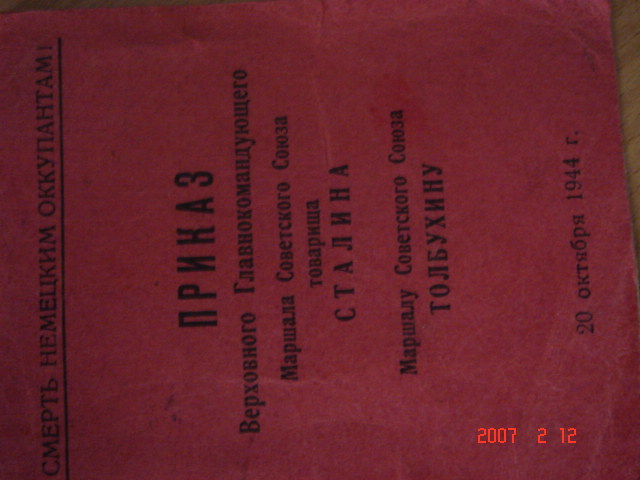 СМЕРТЬ НЕМЕЦКИМ ОККУПАНТАМ!
ПРИКАЗ
Верховного Главнокомандующего
Маршала Советского Союза
товарища
СТАЛИНА
Маршалу Советского Союза
ТОЛБУХИНУ
20 октября 1944 г.
2007 2 12